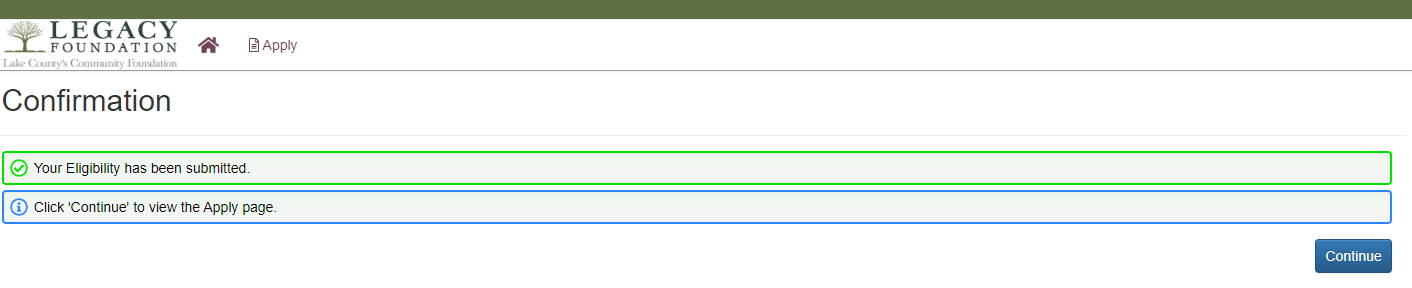 LEGACY
FOUNDATION
Lake County's Community Foundation
Apply
Confirmation
Your Eligibility has been submitted.
Click 'Continue' to view the Apply page.
Continue